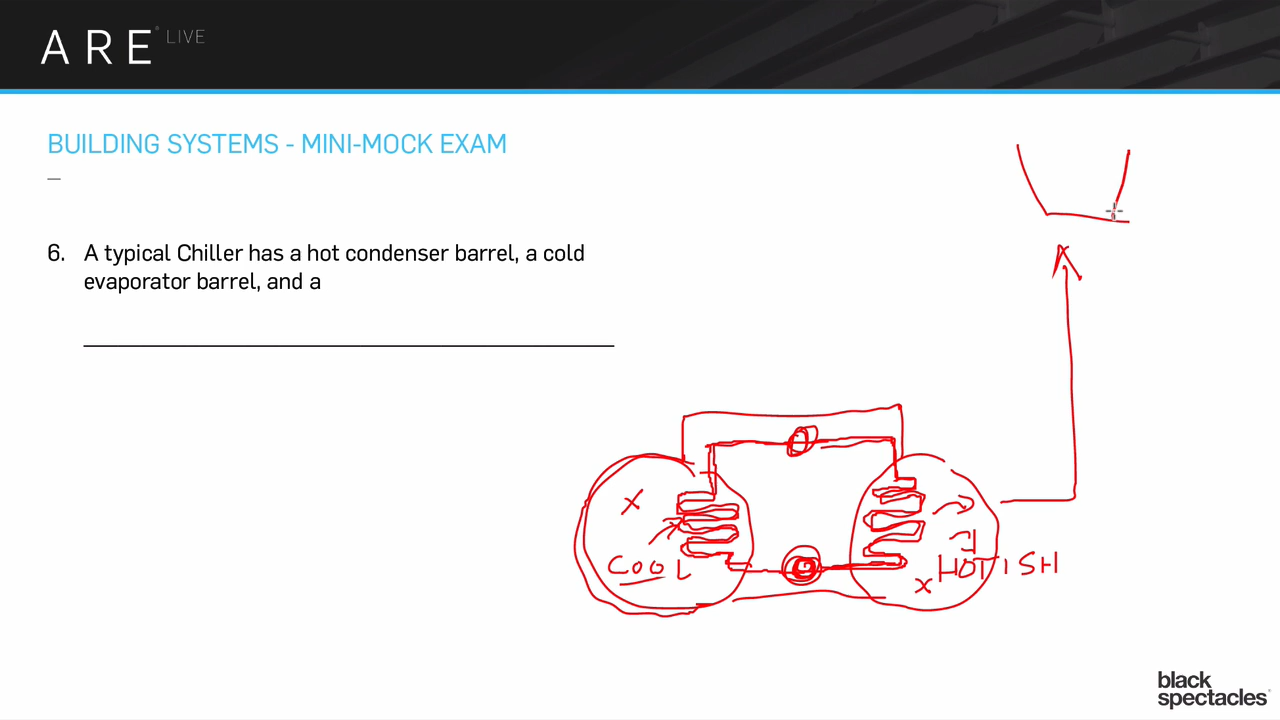 ARE® LIVE
BUILDING SYSTEMS - MINI-MOCK EXAM
6. A typical Chiller has a hot condenser barrel, a cold
evaporator barrel, and a
X
COOL
x HOTISH
black
spectacles®